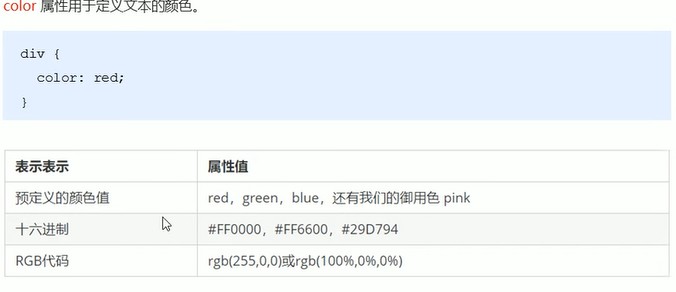 color 属性用于定义文本的颜色。
div {
  color: red;
}
表示表示 属性值
预定义的颜色值 red，green，blue，还有我们的御用色 pink
十六进制 #FF0000，#FF6600，#29D794
RGB代码 rgb(255,0,0)或rgb(100%,0%,0%)